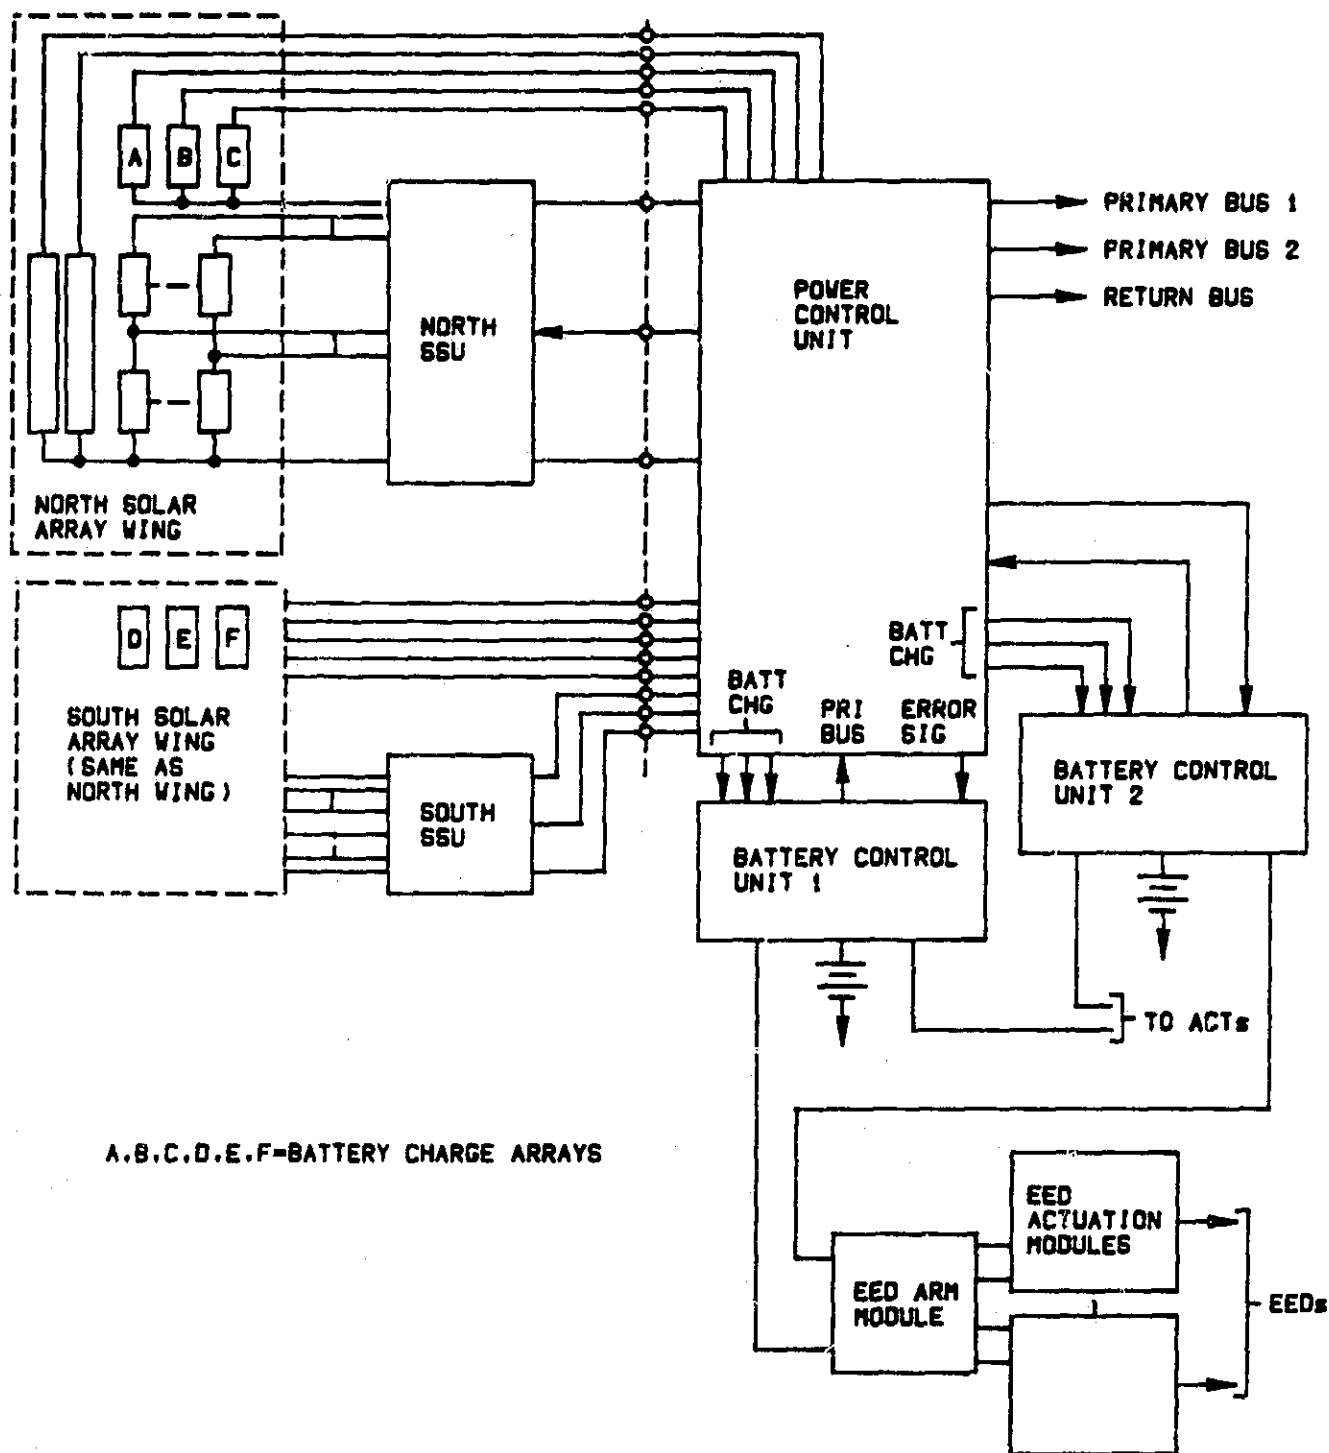 A B C
PRIMARY BUS 1
PRIMARY BUS 2
RETURN BUS
POWER
CONTROL
UNIT
NORTH
SSU
NORTH SOLAR
ARRAY WING
D E F
SOUTH SOLAR
ARRAY WING
(SAME AS
NORTH WING)
SOUTH
SSU
BATT
CHG
PRI
BUS
ERROR
SIG
BATT
CHG
BATTERY CONTROL
UNIT 1
BATTERY CONTROL
UNIT 2
TO ACTs
A.B.C.D.E.F=BATTERY CHARGE ARRAYS
EED
ACTUATION
MODULES
EED ARM
MODULE
EEDs